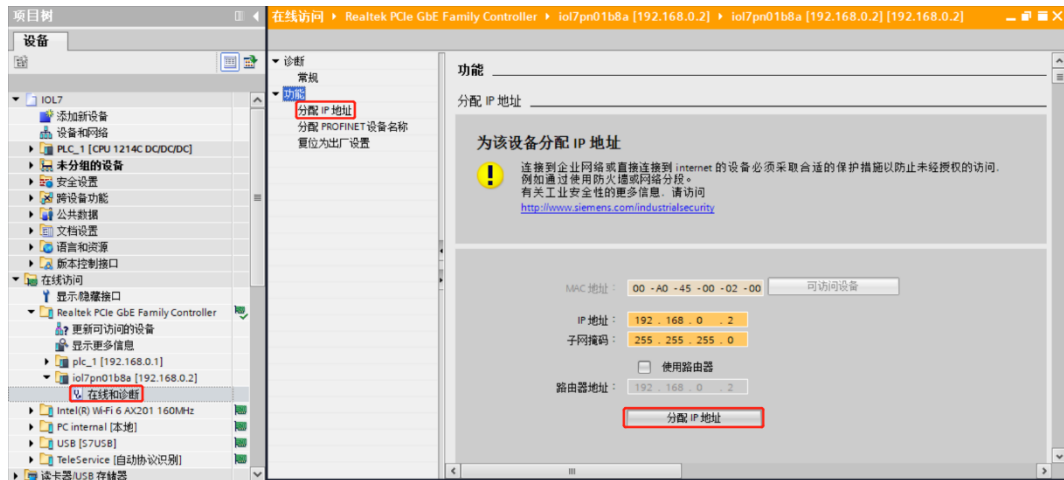 项目树
在线访问 ▸ Realtek PCIe GbE Family Controller ▸ iol7pn01b8a [192.168.0.2] ▸ iol7pn01b8a [192.168.0.2] [192.168.0.2]
设备
IOL7
添加新设备
设备和网络
PLC_1 [CPU 1214C DC/DC/DC]
未分组的设备
安全设置
跨设备功能
公共数据
文档设置
语言和资源
版本控制接口
在线访问
显示/隐藏接口
Realtek PCIe GbE Family Controller
更新可访问的设备
显示更多信息
plc_1 [192.168.0.1]
iol7pn01b8a [192.168.0.2]
在线和诊断
Intel(R) Wi-Fi 6 AX201 160MHz
PC internal [本地]
USB [S7USB]
TeleService [自动协议识别]
读卡器/USB 存储器
诊断
常规
功能
分配 IP 地址
分配 PROFINET 设备名称
复位为出厂设置
功能
分配 IP 地址
为该设备分配 IP 地址
连接到企业网络或直接连接到 internet 的设备必须采取合适的保护措施以防止未经授权的访问.
例如通过使用防火墙或网络分段。
有关工业安全性的更多信息, 请访问
http://www.siemens.com/industrialsecurity
MAC 地址: 00 -A0 -45 -00 -02 -00 可访问设备
IP 地址: 192 . 168 . 0 . 2
子网掩码: 255 . 255 . 255 . 0
使用路由器
路由器地址: 192 . 168 . 0 . 2
分配 IP 地址